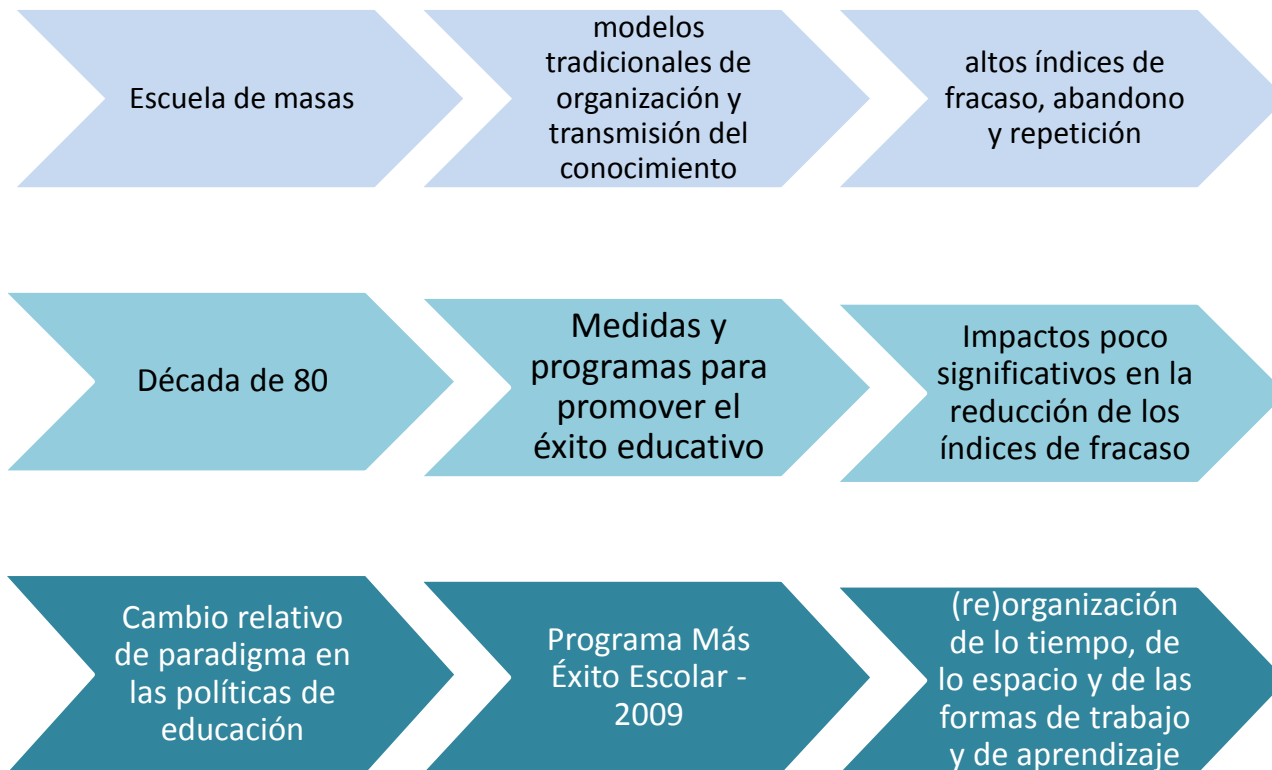 Escuela de masas
modelos
tradicionales de
organización y
transmisión del
conocimiento
altos índices de
fracaso, abandono
y repetición
Década de 80
Medidas y
programas para
promover el
éxito educativo
Impactos poco
significativos en la
reducción de los
índices de fracaso
Cambio relativo
de paradigma en
las políticas de
educación
Programa Más
Éxito Escolar -
2009
(re)organización
de lo tiempo, de
lo espacio y de las
formas de trabajo
y de aprendizaje